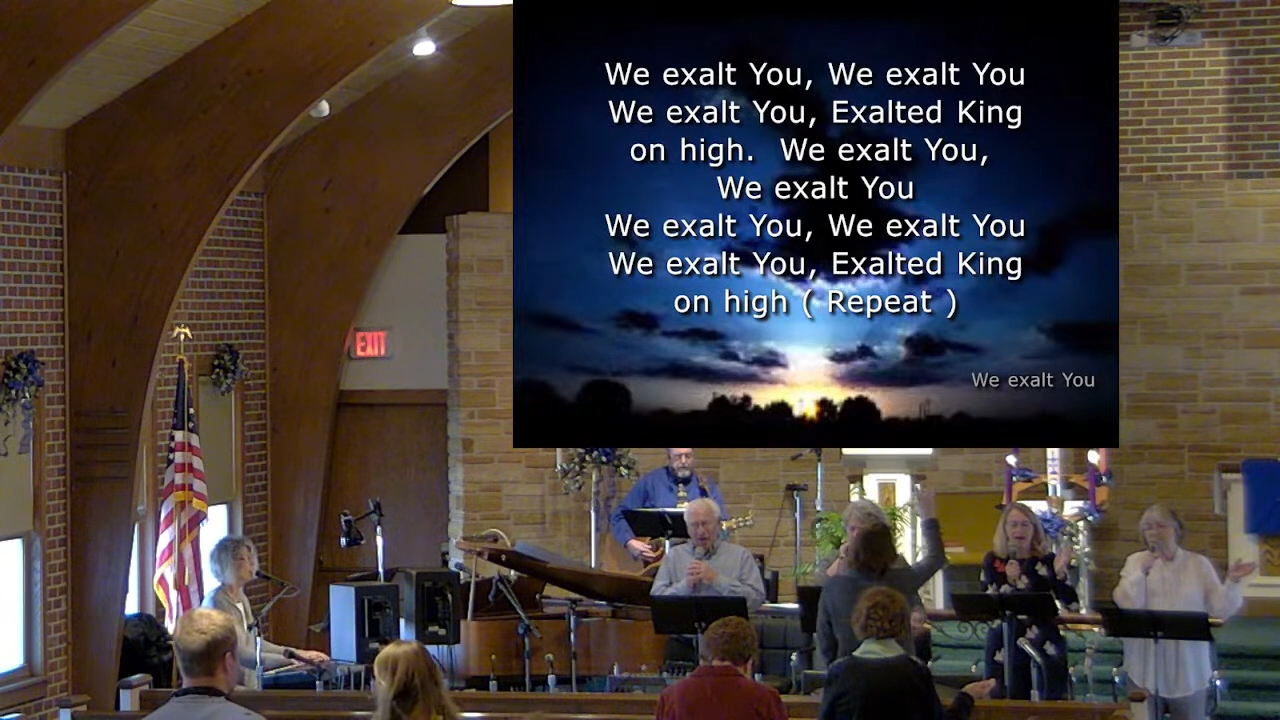 We exalt You, We exalt You
We exalt You, Exalted King
on high. We exalt You,
We exalt You
We exalt You, We exalt You
We exalt You, Exalted King
on high ( Repeat )
We exalt You
EXIT